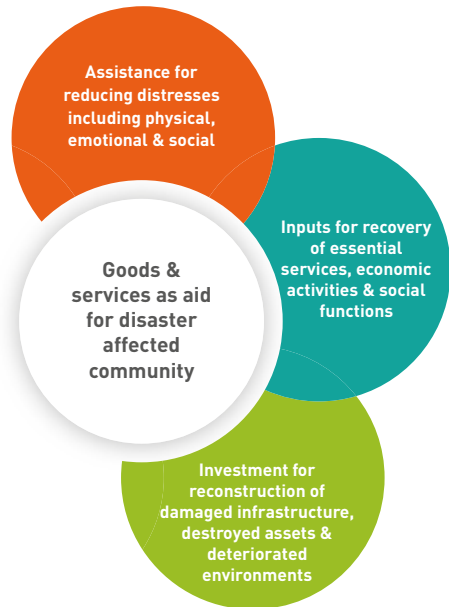 Assistance for
reducing distresses
including physical,
emotional & social
Inputs for recovery
of essential
services, economic
activities & social
functions
Goods &
services as aid
for disaster
affected
community
Investment for
reconstruction of
damaged infrastructure,
destroyed assets &
deteriorated
environments